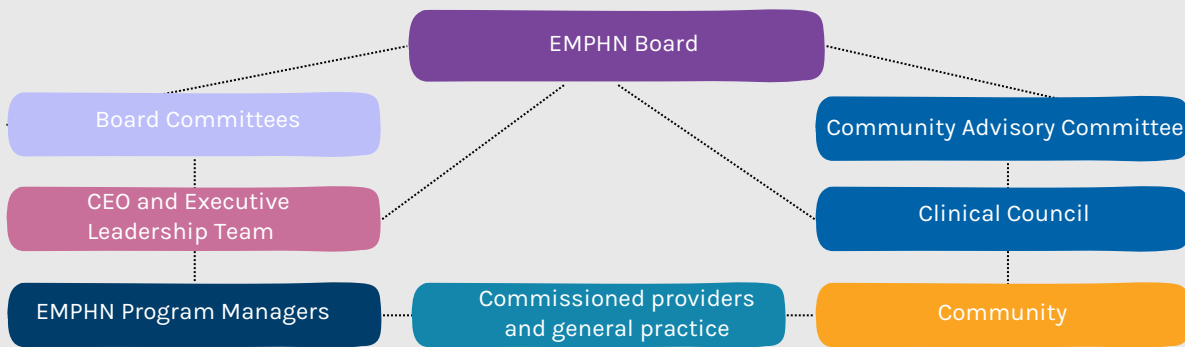 EMPHN Board
Board Committees
Community Advisory Committee
CEO and Executive
Leadership Team
Clinical Council
EMPHN Program Managers
Commissioned providers
and general practice
Community